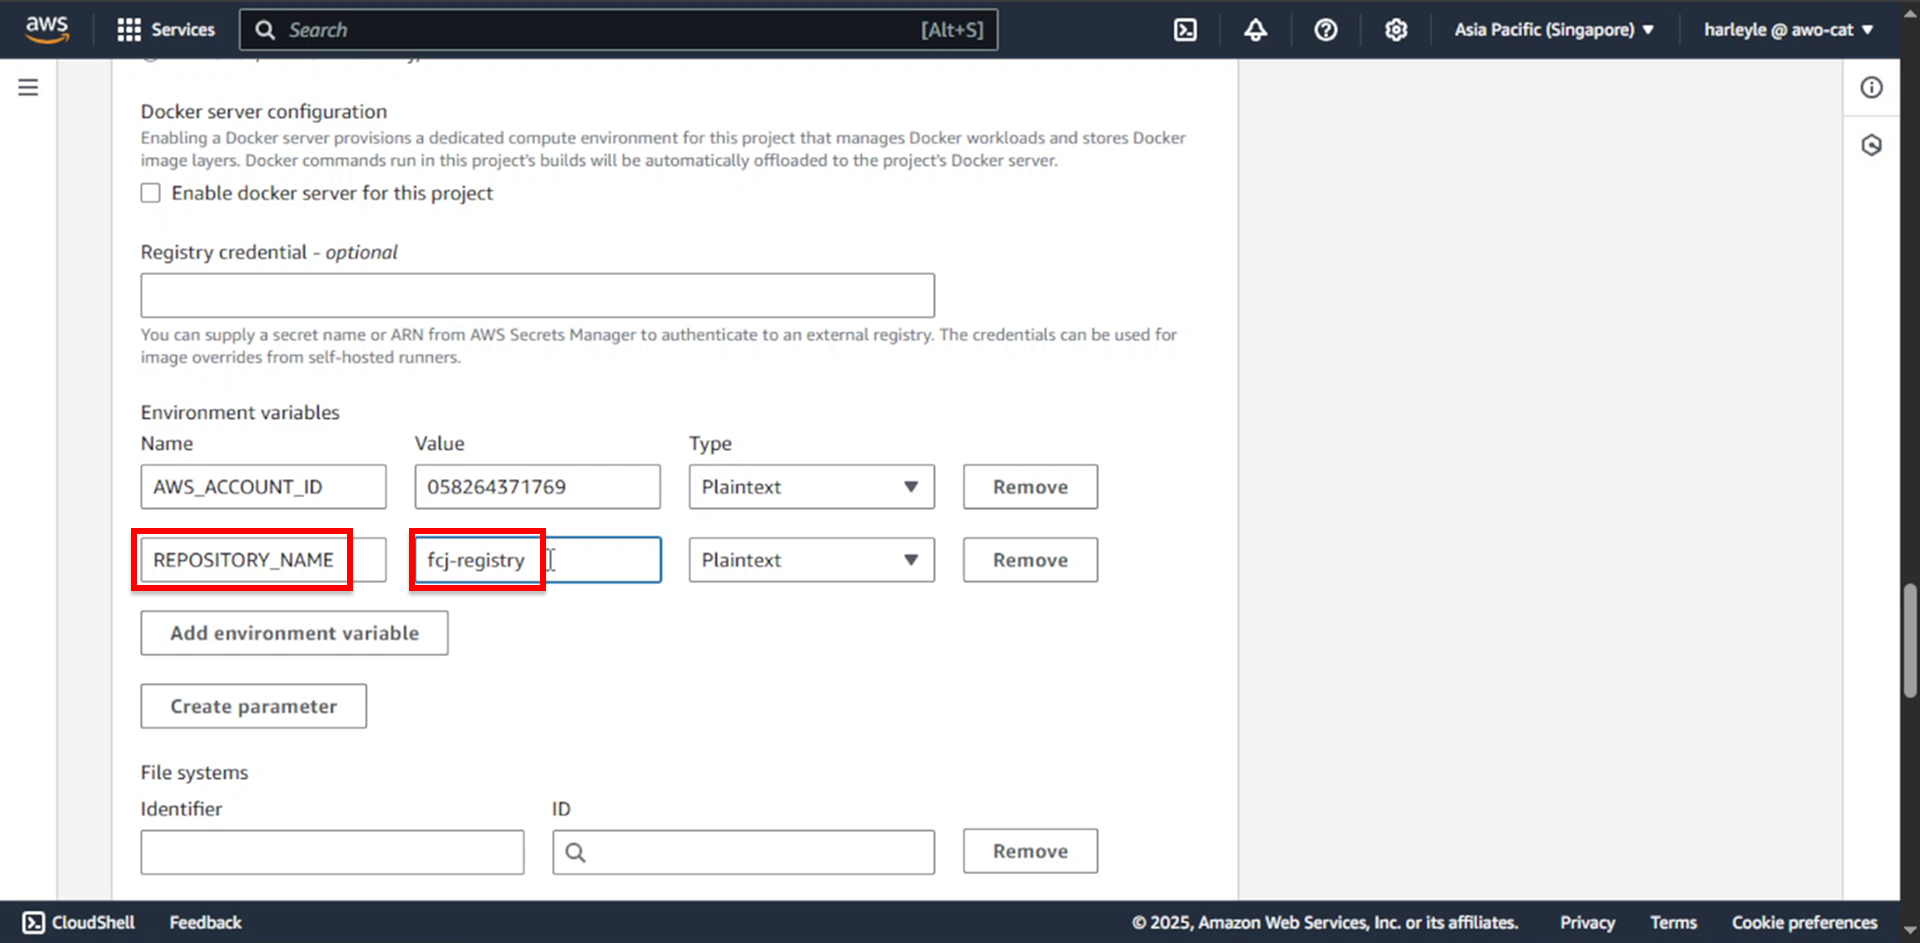 aws
Services
Search
[Alt+S]
Asia Pacific (Singapore)
harleyle @ awo-cat
Docker server configuration
Enabling a Docker server provisions a dedicated compute environment for this project that manages Docker workloads and stores Docker
image layers. Docker commands run in this project's builds will be automatically offloaded to the project's Docker server.
Enable docker server for this project
Registry credential - optional
You can supply a secret name or ARN from AWS Secrets Manager to authenticate to an external registry. The credentials can be used for
image overrides from self-hosted runners.
Environment variables
Name Value Type
AWS_ACCOUNT_ID 058264371769 Plaintext Remove
REPOSITORY_NAME fcj-registry Plaintext Remove
Add environment variable
Create parameter
File systems
Identifier ID
Remove
CloudShell Feedback © 2025, Amazon Web Services, Inc. or its affiliates. Privacy Terms Cookie preferences